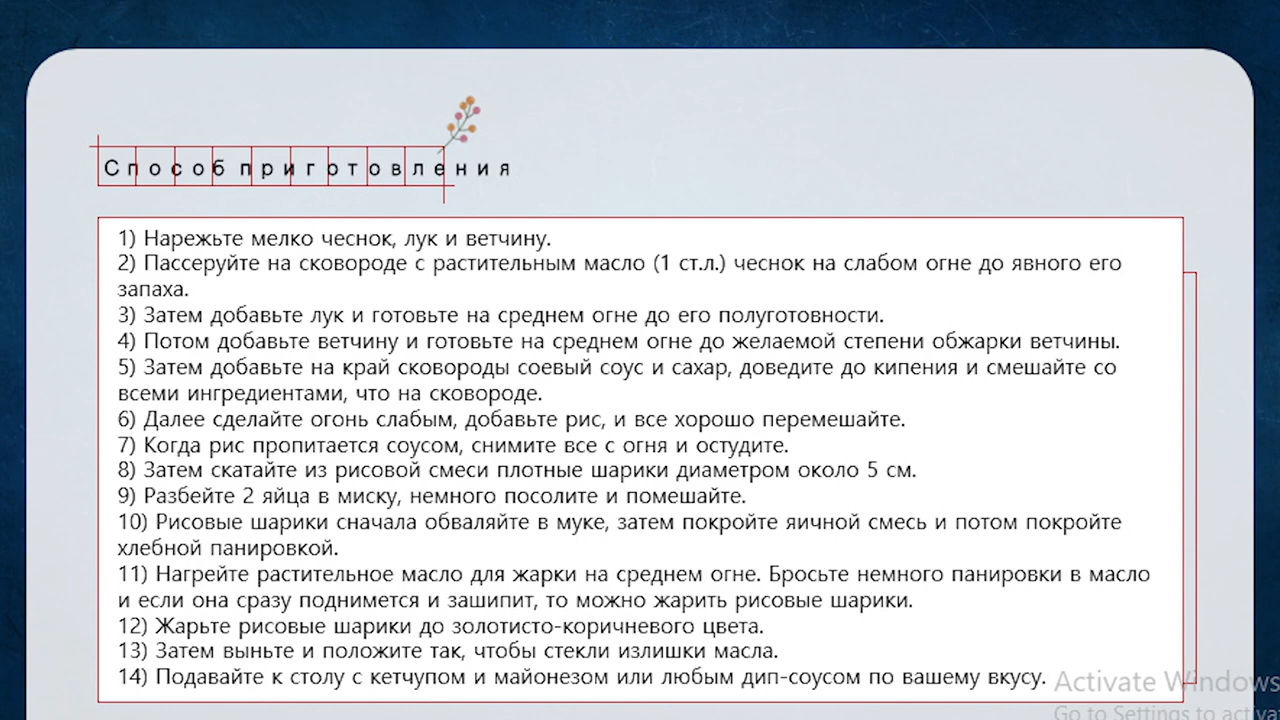 Способ приготовления
1) Нарежьте мелко чеснок, лук и ветчину.
2) Пассеруйте на сковороде с растительным масло (1 ст.л.) чеснок на слабом огне до явного его
запаха.
3) Затем добавьте лук и готовьте на среднем огне до его полуготовности.
4) Потом добавьте ветчину и готовьте на среднем огне до желаемой степени обжарки ветчины.
5) Затем добавьте на край сковороды соевый соус и сахар, доведите до кипения и смешайте со
всеми ингредиентами, что на сковороде.
6) Далее сделайте огонь слабым, добавьте рис, и все хорошо перемешайте.
7) Когда рис пропитается соусом, снимите все с огня и остудите.
8) Затем скатайте из рисовой смеси плотные шарики диаметром около 5 см.
9) Разбейте 2 яйца в миску, немного посолите и помешайте.
10) Рисовые шарики сначала обваляйте в муке, затем покройте яичной смесь и потом покройте
хлебной панировкой.
11) Нагрейте растительное масло для жарки на среднем огне. Бросьте немного панировки в масло
и если она сразу поднимется и зашипит, то можно жарить рисовые шарики.
12) Жарьте рисовые шарики до золотисто-коричневого цвета.
13) Затем выньте и положите так, чтобы стекли излишки масла.
14) Подавайте к столу с кетчупом и майонезом или любым дип-соусом по вашему вкусу.
Activate Windows
Go to Settings to activa